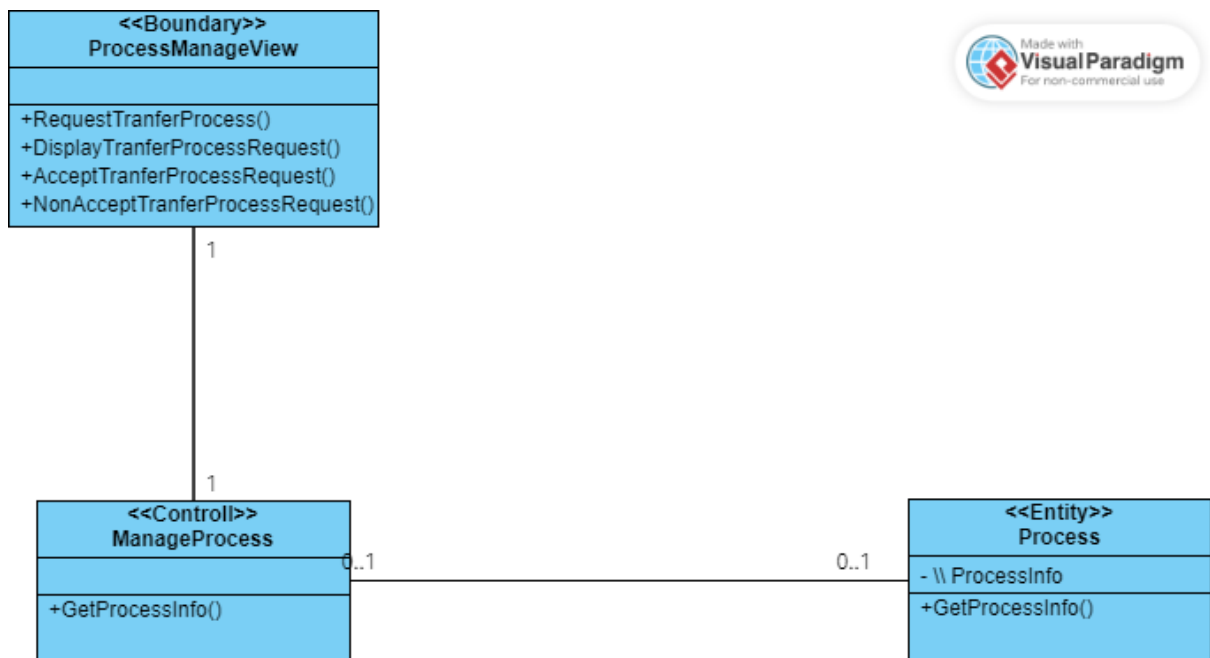 <<Boundary>>
ProcessManageView
+RequestTranferProcess()
+DisplayTranferProcessRequest()
+AcceptTranferProcessRequest()
+NonAcceptTranferProcessRequest()
Made with
Visual Paradigm
For non-commercial use
1
1
<<Controll>>
ManageProcess
+GetProcessInfo()
0..1
0..1
<<Entity>>
Process
- \\ ProcessInfo
+GetProcessInfo()